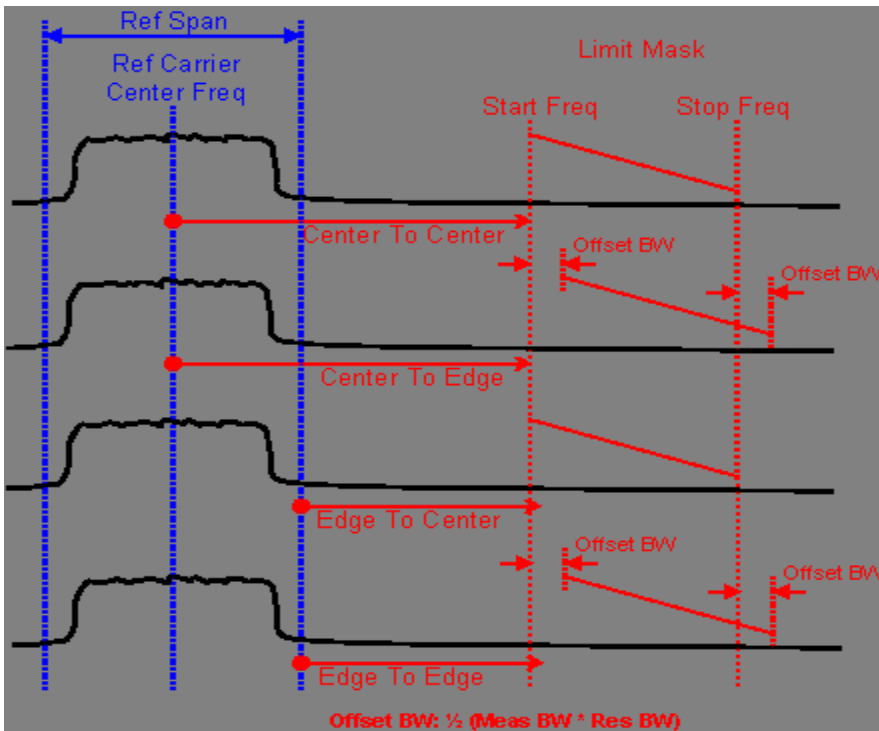 Ref Span
Ref Carrier
Center Freq
Limit Mask
Start Freq
Stop Freq
Center To Center
Offset BW
Offset BW
Center To Edge
Edge To Center
Offset BW
Offset BW
Edge To Edge
Offset BW: ½ (Meas BW * Res BW)